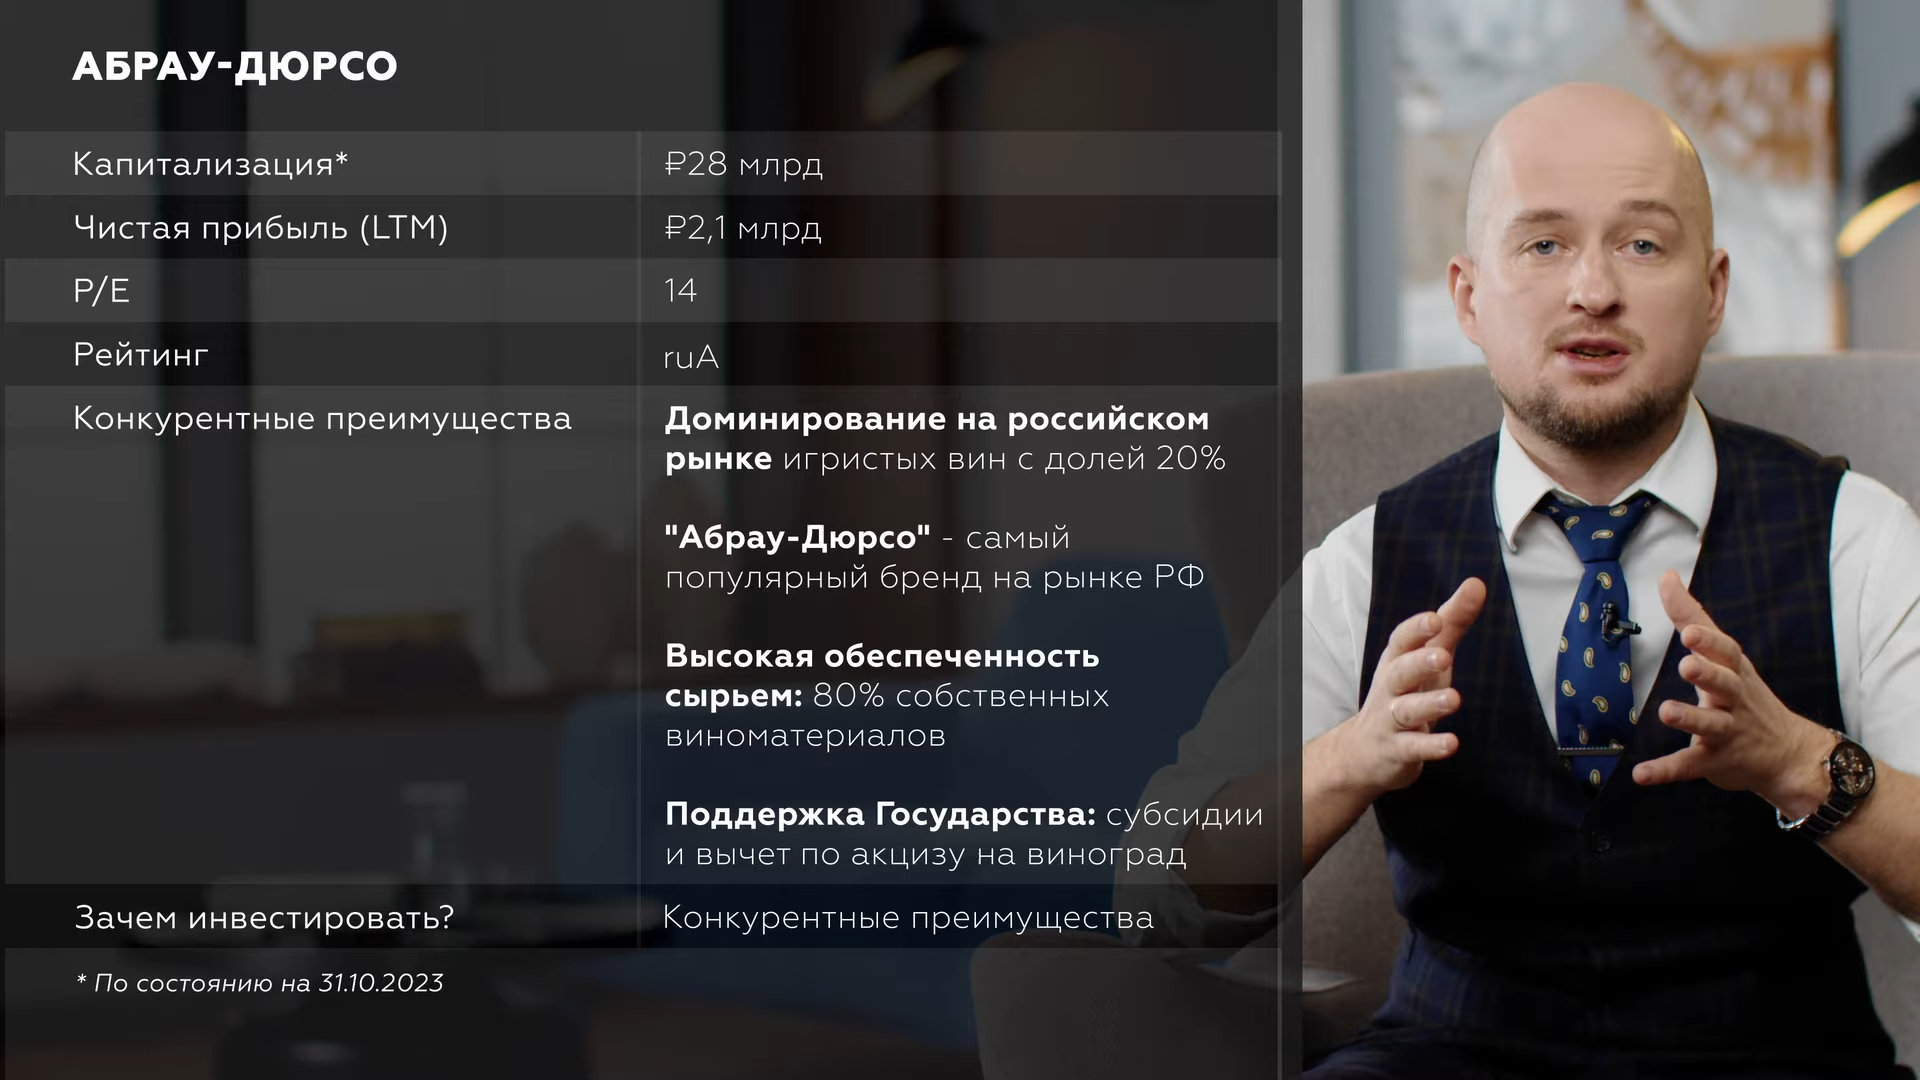 АБРАУ-ДЮРСО
Капитализация* ₽28 млрд
Чистая прибыль (LTM) ₽2,1 млрд
P/E 14
Рейтинг ruA
Конкурентные преимущества Доминирование на российском
рынке игристых вин с долей 20%
"Абрау-Дюрсо" - самый
популярный бренд на рынке РФ
Высокая обеспеченность
сырьем: 80% собственных
виноматериалов
Поддержка Государства: субсидии
и вычет по акцизу на виноград
Зачем инвестировать? Конкурентные преимущества
* По состоянию на 31.10.2023